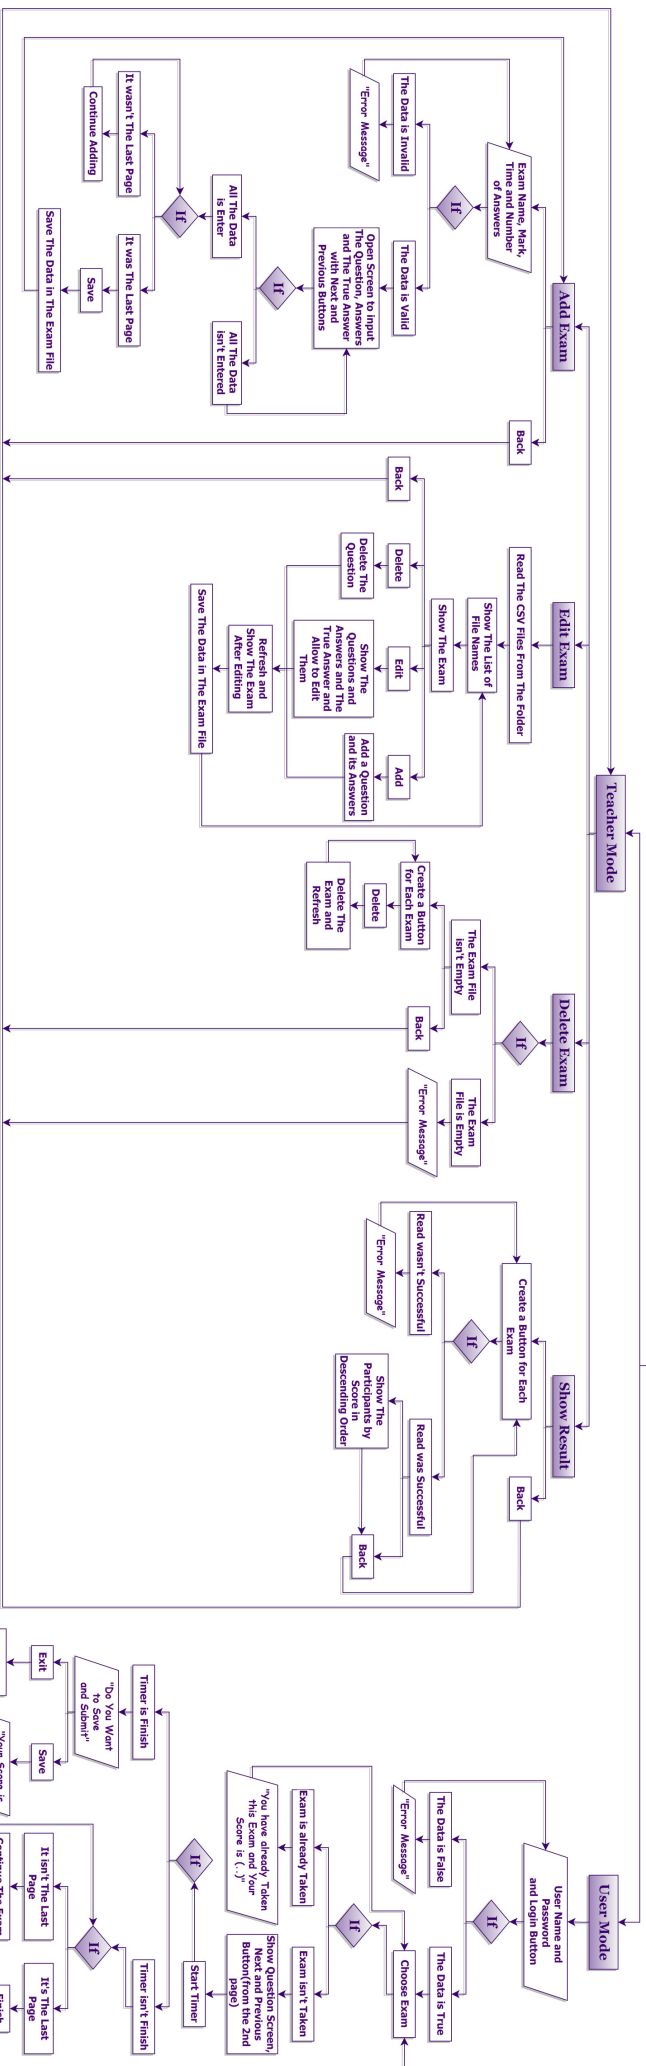 Teacher Mode
Add Exam
Exam Name, Mark,
Time and Number
of Answers
Back
If
The Data is Invalid
"Error Message"
The Data is Valid
Open Screen to input
The Question, Answers
and The True Answer
with Next and
Previous Buttons
If
All The Data
is Enter
All The Data
isn't Entered
If
It wasn't The Last Page
Continue Adding
It was The Last Page
Save
Save The Data in The Exam File
Edit Exam
Read The CSV Files From The Folder
Show The List of
File Names
Show The Exam
Back
Delete
Edit
Add
Delete The
Question
Show The
Questions and
Answers and The
True Answer and
Allow to Edit
Them
Add a Question
and its Answers
Refresh and
Show The Exam
After Editing
Save The Data in The Exam File
Delete Exam
If
The Exam File
isn't Empty
The Exam
File is Empty
Create a Button
for Each Exam
Back
"Error Message"
Delete
Delete The
Exam and
Refresh
Show Result
Create a Button for Each
Exam
Back
If
Read wasn't Successful
"Error Message"
Read was Successful
Show The
Participants by
Score in
Descending Order
Back
User Mode
User Name and
Password
and Login Button
If
The Data is False
"Error Message"
The Data is True
Choose Exam
If
Exam is already Taken
"You have already Taken
this Exam and Your
Score is (..)"
Exam isn't Taken
Show Question Screen,
Next and Previous
Button(from the 2nd
page)
Start Timer
If
Timer is Finish
"Do You Want
to Save
and Submit"
Exit
Save
Timer isn't Finish
If
It isn't The Last
Page
It's The Last
Page